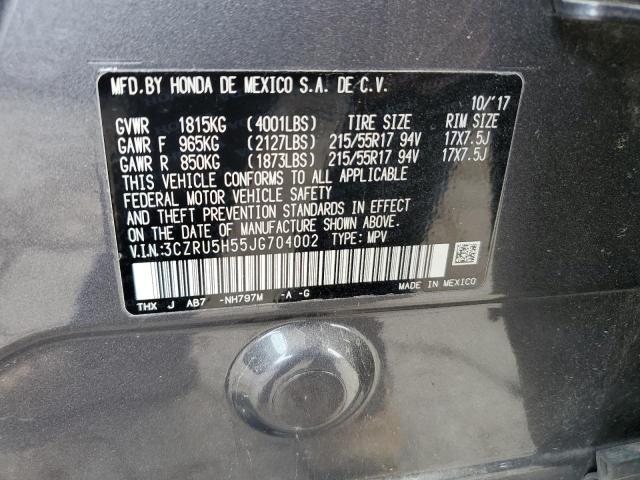 MFD.BY HONDA DE MEXICO S.A. DE C.V.
10/'17
GVWR 1815KG (4001LBS) TIRE SIZE RIM SIZE
GAWR F 965KG (2127LBS) 215/55R17 94V 17X7.5J
GAWR R 850KG (1873LBS) 215/55R17 94V 17X7.5J
THIS VEHICLE CONFORMS TO ALL APPLICABLE
FEDERAL MOTOR VEHICLE SAFETY
AND THEFT PREVENTION STANDARDS IN EFFECT
ON THE DATE OF MANUFACTURE SHOWN ABOVE.
V.I.N:3CZRU5H55JG704002 TYPE: MPV
THX J AB7 -NH797M -A -G MADE IN MEXICO